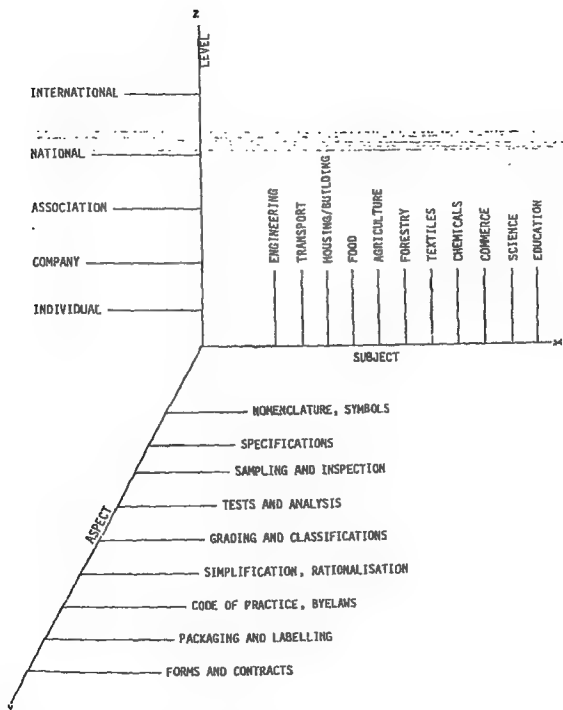 Z
LEVEL
INTERNATIONAL
NATIONAL
ASSOCIATION
COMPANY
INDIVIDUAL
ENGINEERING
TRANSPORT
HOUSING/BUILDING
FOOD
AGRICULTURE
FORESTRY
TEXTILES
CHEMICALS
COMMERCE
SCIENCE
EDUCATION
SUBJECT
NOMENCLATURE, SYMBOLS
SPECIFICATIONS
SAMPLING AND INSPECTION
TESTS AND ANALYSIS
ASPECT
GRADING AND CLASSIFICATIONS
SIMPLIFICATION, RATIONALISATION
CODE OF PRACTICE, BYELAWS
PACKAGING AND LABELLING
FORMS AND CONTRACTS